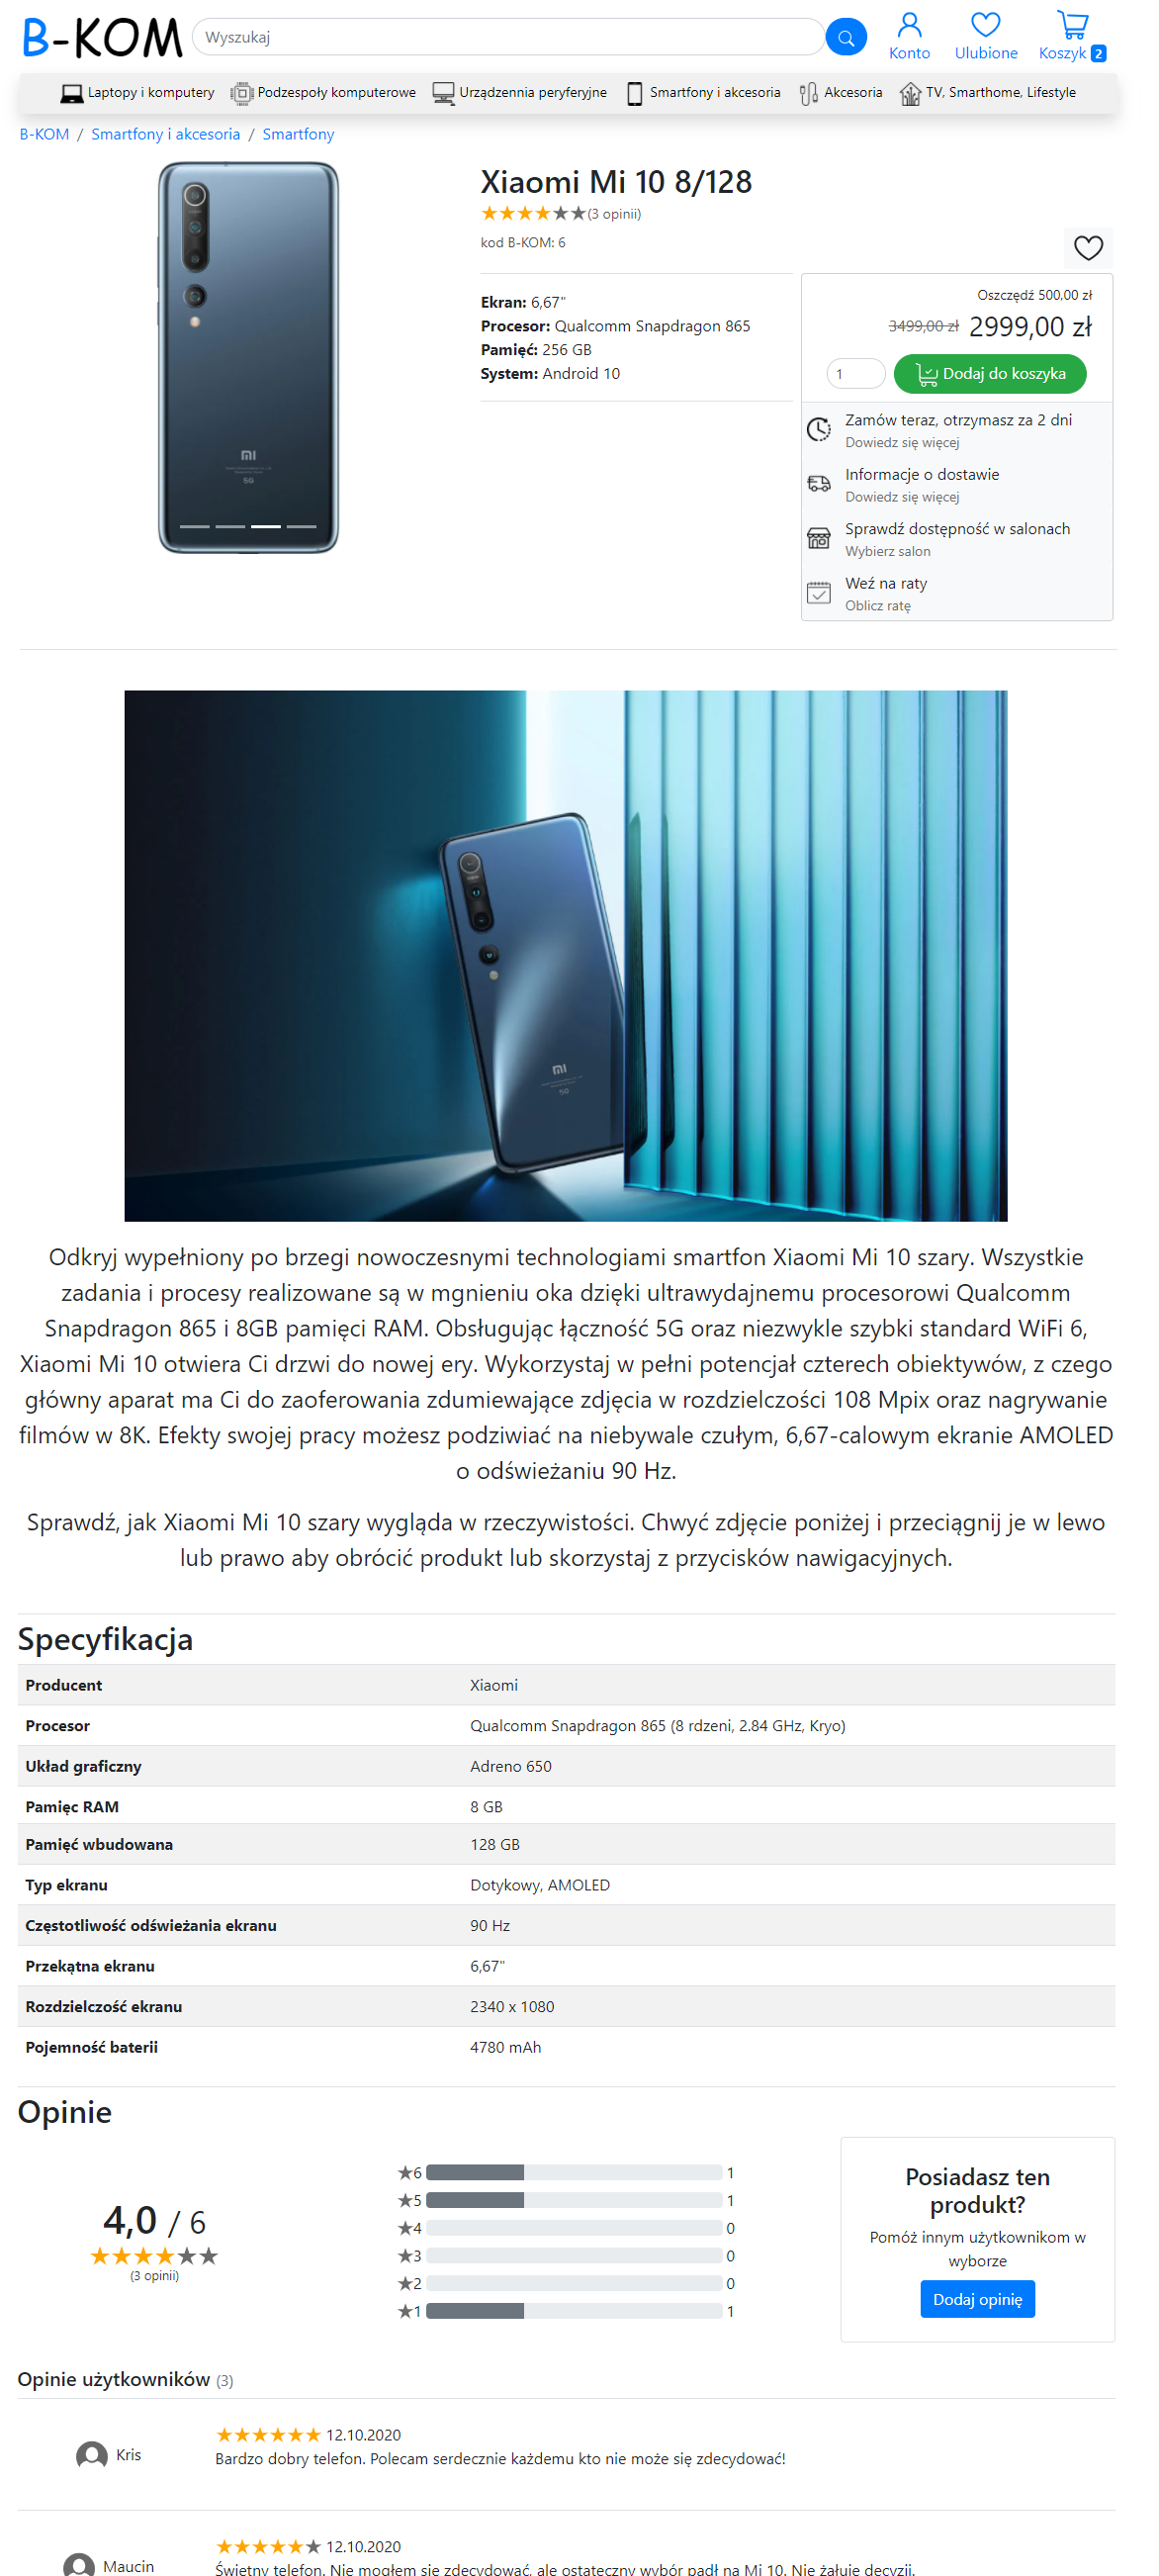 B-KOM
Wyszukaj
Konto
Ulubione
Koszyk 2
Laptopy i komputery
Podzespoły komputerowe
Urządzennia peryferyjne
Smartfony i akcesoria
Akcesoria
TV, Smarthome, Lifestyle
B-KOM / Smartfony i akcesoria / Smartfony
Xiaomi Mi 10 8/128
(3 opinii)
kod B-KOM: 6
Ekran: 6,67"
Procesor: Qualcomm Snapdragon 865
Pamięć: 256 GB
System: Android 10
Oszczędź 500,00 zł
3499,00 zł 2999,00 zł
1
Dodaj do koszyka
Zamów teraz, otrzymasz za 2 dni
Dowiedz się więcej
Informacje o dostawie
Dowiedz się więcej
Sprawdź dostępność w salonach
Wybierz salon
Weź na raty
Oblicz ratę
MI
5G
MI
5G
Odkryj wypełniony po brzegi nowoczesnymi technologiami smartfon Xiaomi Mi 10 szary. Wszystkie
zadania i procesy realizowane są w mgnieniu oka dzięki ultrawydajnemu procesorowi Qualcomm
Snapdragon 865 i 8GB pamięci RAM. Obsługując łączność 5G oraz niezwykle szybki standard WiFi 6,
Xiaomi Mi 10 otwiera Ci drzwi do nowej ery. Wykorzystaj w pełni potencjał czterech obiektywów, z czego
główny aparat ma Ci do zaoferowania zdumiewające zdjęcia w rozdzielczości 108 Mpix oraz nagrywanie
filmów w 8K. Efekty swojej pracy możesz podziwiać na niebywale czułym, 6,67-calowym ekranie AMOLED
o odświeżaniu 90 Hz.
Sprawdź, jak Xiaomi Mi 10 szary wygląda w rzeczywistości. Chwyć zdjęcie poniżej i przeciągnij je w lewo
lub prawo aby obrócić produkt lub skorzystaj z przycisków nawigacyjnych.
Specyfikacja
Producent Xiaomi
Procesor Qualcomm Snapdragon 865 (8 rdzeni, 2.84 GHz, Kryo)
Układ graficzny Adreno 650
Pamięc RAM 8 GB
Pamięć wbudowana 128 GB
Typ ekranu Dotykowy, AMOLED
Częstotliwość odświeżania ekranu 90 Hz
Przekątna ekranu 6,67"
Rozdzielczość ekranu 2340 x 1080
Pojemność baterii 4780 mAh
Opinie
4,0 / 6
(3 opinii)
★6 1
★5 1
★4 0
★3 0
★2 0
★1 1
Posiadasz ten
produkt?
Pomóż innym użytkownikom w
wyborze
Dodaj opinię
Opinie użytkowników (3)
Kris
12.10.2020
Bardzo dobry telefon. Polecam serdecznie każdemu kto nie może się zdecydować!
Maucin
12.10.2020
Świetny telefon. Nie mogłem się zdecydować, ale ostateczny wybór padł na Mi 10. Nie żałuję decyzji.